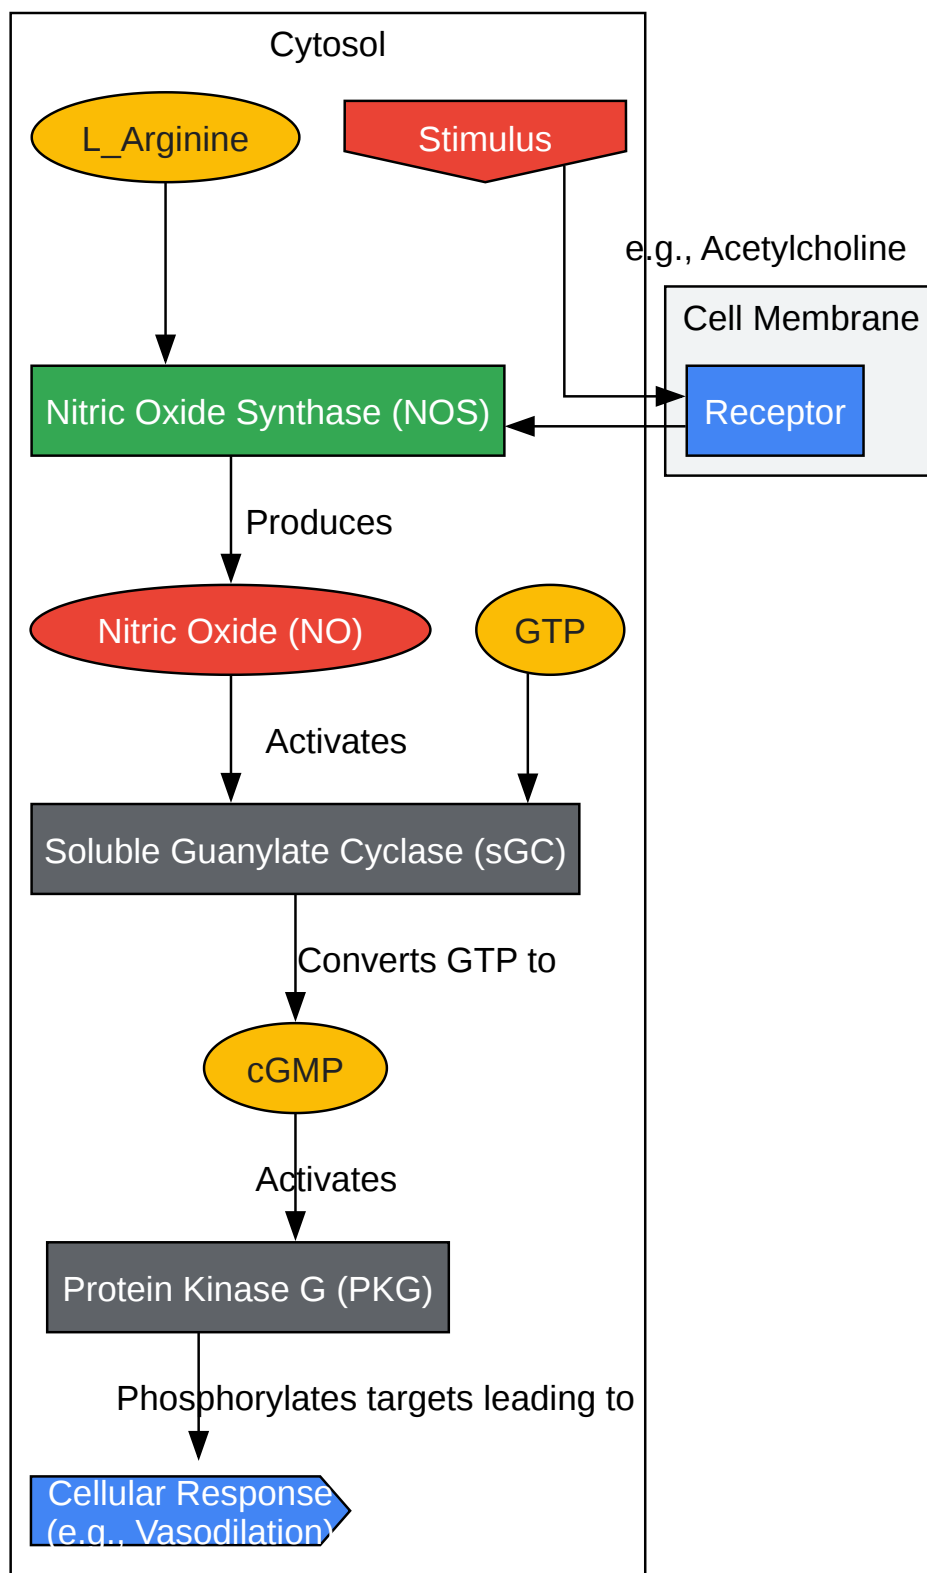 Cytosol
L_Arginine
Stimulus
e.g., Acetylcholine
Cell Membrane
Receptor
Nitric Oxide Synthase (NOS)
Produces
Nitric Oxide (NO)
GTP
Activates
Soluble Guanylate Cyclase (sGC)
Converts GTP to
cGMP
Activates
Protein Kinase G (PKG)
Phosphorylates targets leading to
Cellular Response
(e.g., Vasodilation)